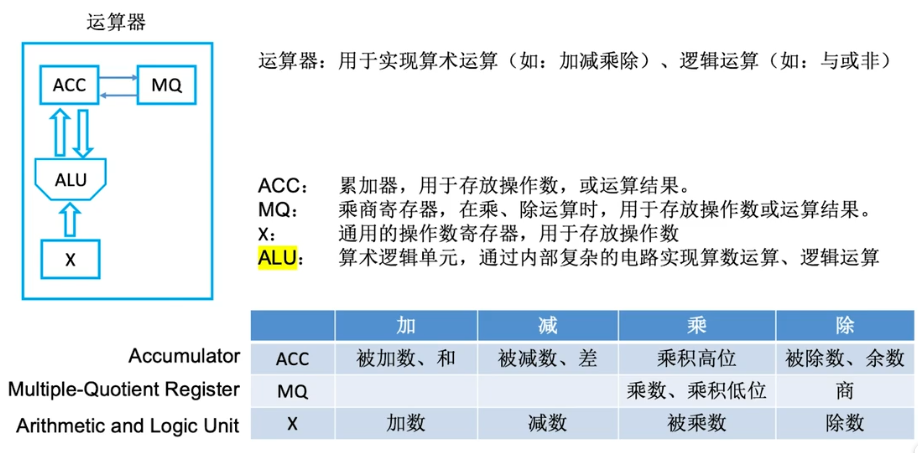 运算器
ACC
MQ
ALU
X
运算器：用于实现算术运算（如：加减乘除）、逻辑运算（如：与或非）
ACC： 累加器，用于存放操作数，或运算结果。
MQ： 乘商寄存器，在乘、除运算时，用于存放操作数或运算结果。
X： 通用的操作数寄存器，用于存放操作数
ALU： 算术逻辑单元，通过内部复杂的电路实现算数运算、逻辑运算
加 减 乘 除
Accumulator ACC 被加数、和 被减数、差 乘积高位 被除数、余数
Multiple-Quotient Register MQ 乘数、乘积低位 商
Arithmetic and Logic Unit X 加数 减数 被乘数 除数